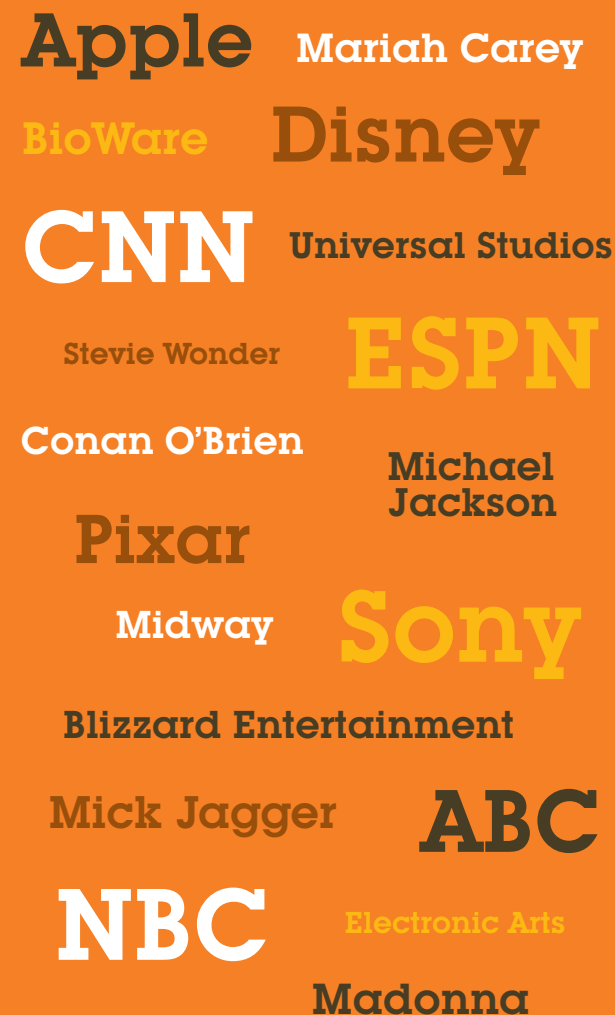 Apple
Mariah Carey
BioWare
Disney
CNN
Universal Studios
Stevie Wonder
ESPN
Conan O’Brien
Michael
Jackson
Pixar
Midway
Sony
Blizzard Entertainment
Mick Jagger
ABC
NBC
Electronic Arts
Madonna